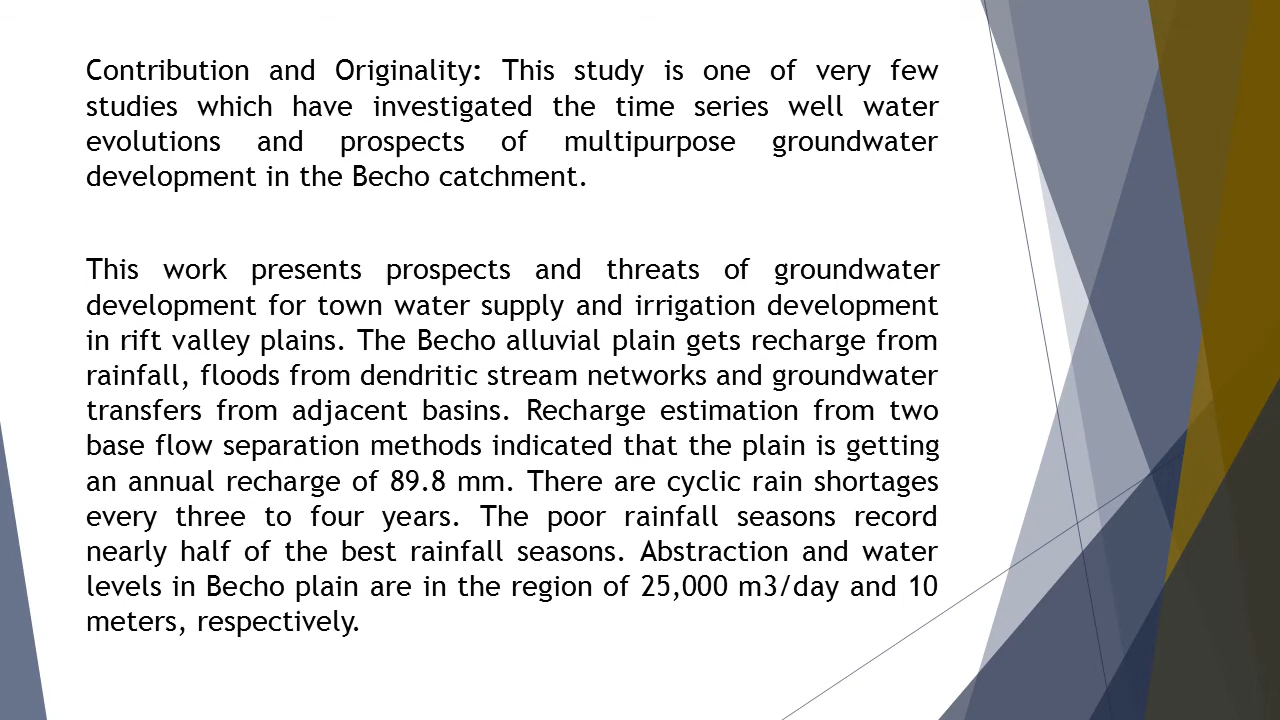 Contribution and Originality: This study is one of very few
studies which have investigated the time series well water
evolutions and prospects of multipurpose groundwater
development in the Becho catchment.
This work presents prospects and threats of groundwater
development for town water supply and irrigation development
in rift valley plains. The Becho alluvial plain gets recharge from
rainfall, floods from dendritic stream networks and groundwater
transfers from adjacent basins. Recharge estimation from two
base flow separation methods indicated that the plain is getting
an annual recharge of 89.8 mm. There are cyclic rain shortages
every three to four years. The poor rainfall seasons record
nearly half of the best rainfall seasons. Abstraction and water
levels in Becho plain are in the region of 25,000 m3/day and 10
meters, respectively.